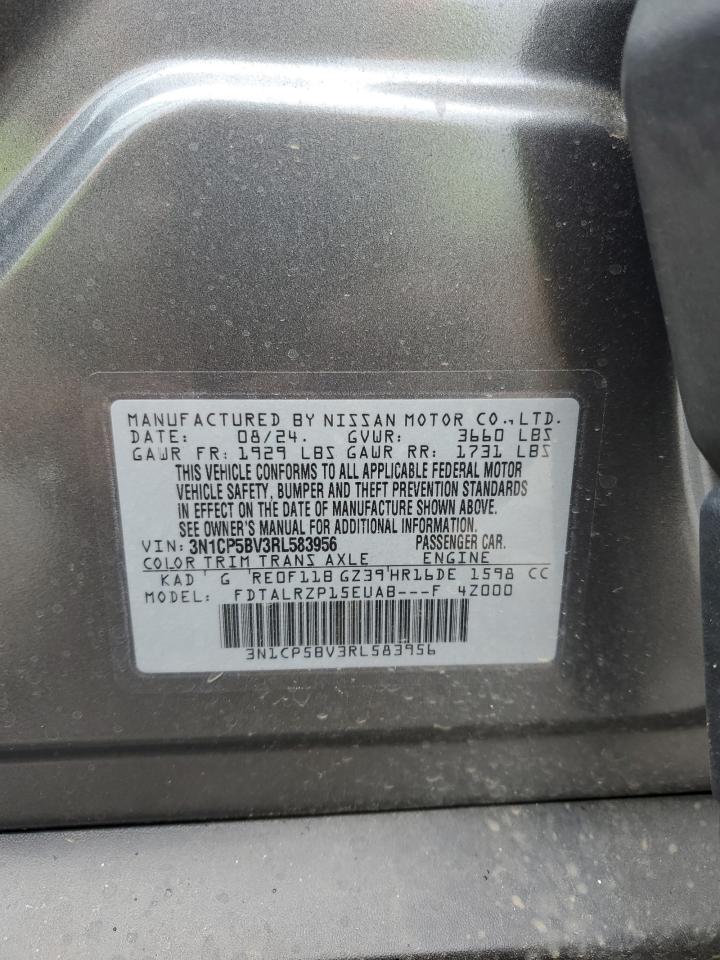 MANUFACTURED BY NISSAN MOTOR CO.,LTD.
DATE: 08/24. GVWR: 3660 LBS
GAWR FR: 1929 LBS GAWR RR: 1731 LBS
THIS VEHICLE CONFORMS TO ALL APPLICABLE FEDERAL MOTOR
VEHICLE SAFETY, BUMPER AND THEFT PREVENTION STANDARDS
IN EFFECT ON THE DATE OF MANUFACTURE SHOWN ABOVE.
SEE OWNER'S MANUAL FOR ADDITIONAL INFORMATION.
VIN: 3N1CP5BV3RL583956 PASSENGER CAR.
COLOR TRIM TRANS AXLE ENGINE
KAD G RE0F11B GZ39 HR16DE 1598 CC
MODEL: FDTALRZP15EUAB---F 4Z000
3N1CP5BV3RL583956